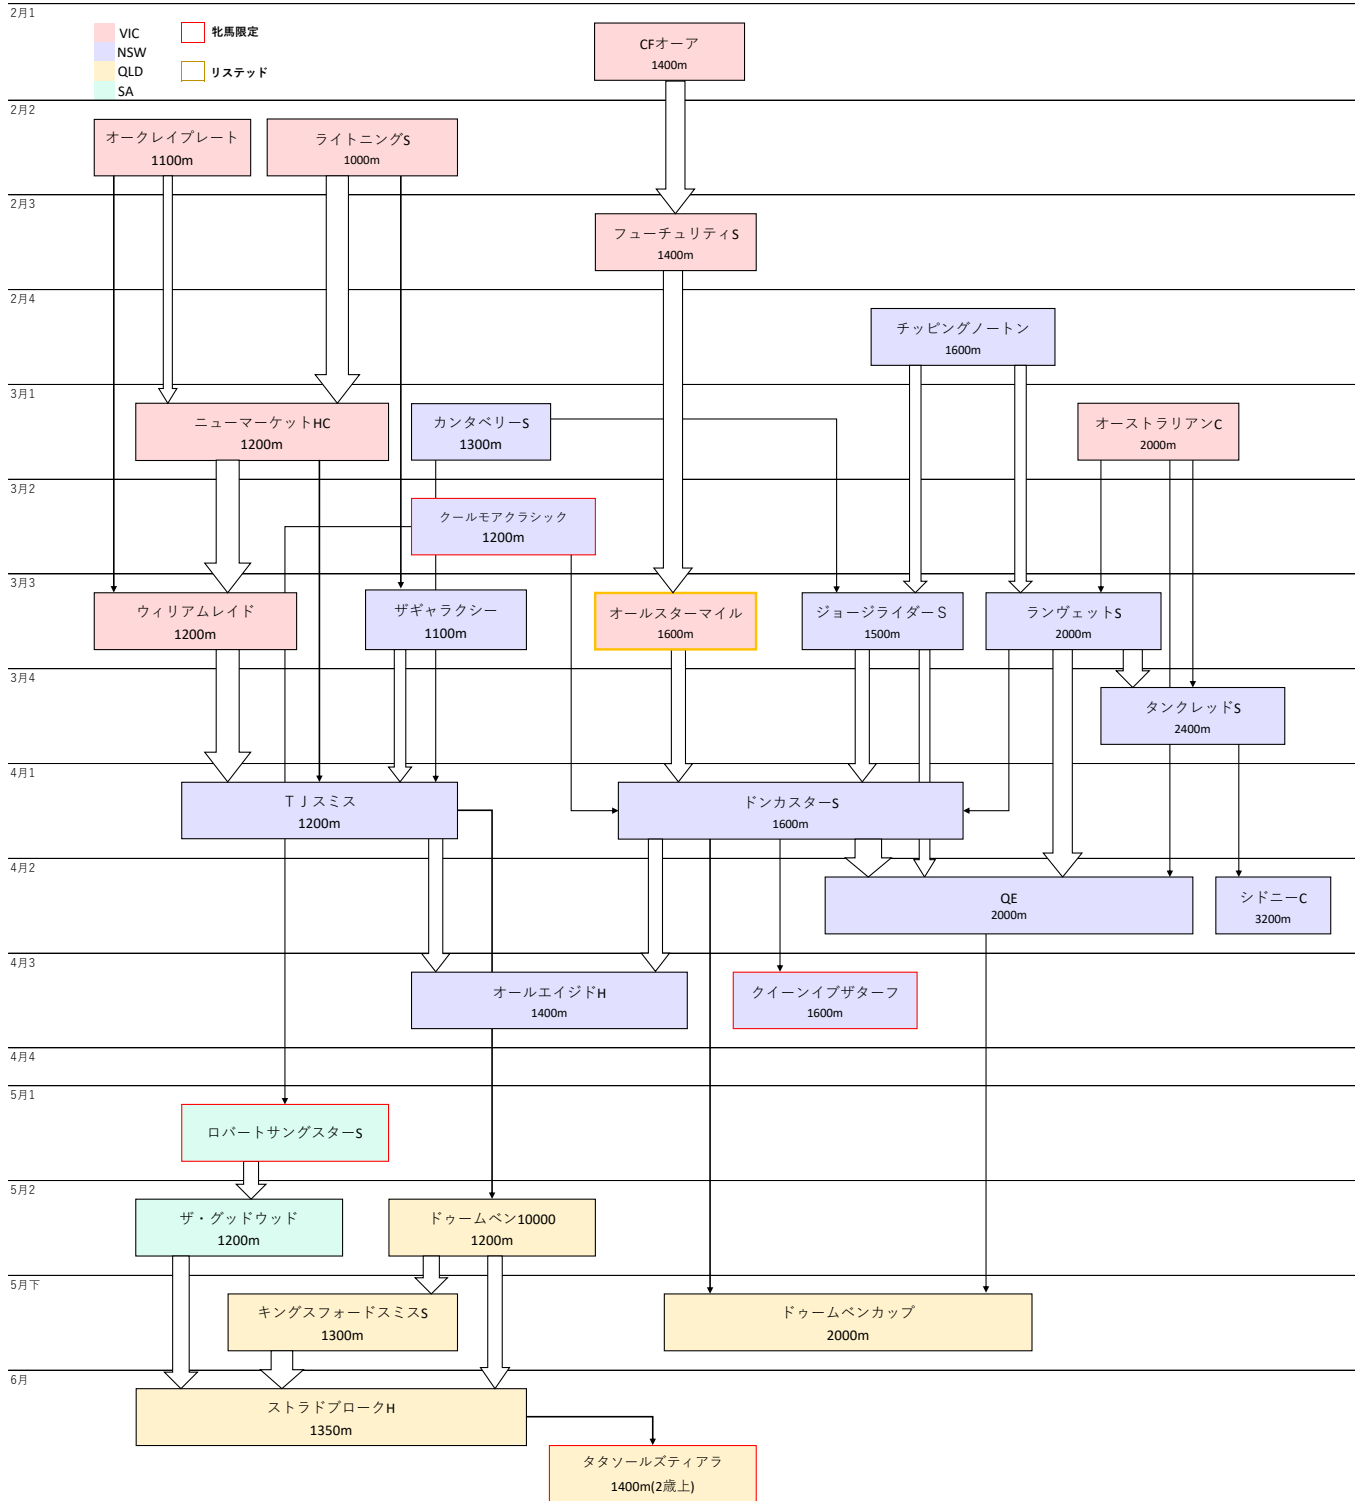 2月1
VIC
牝馬限定
NSW
QLD
リステッド
SA
CFオーア
1400m
2月2
オークレイプレート
1100m
ライトニングS
1000m
2月3
フューチュリティS
1400m
2月4
チッピングノートン
1600m
3月1
ニューマーケットHC
1200m
カンタベリーS
1300m
オーストラリアンC
2000m
3月2
クールモアクラシック
1200m
3月3
ウィリアムレイド
1200m
ザギャラクシー
1100m
オールスターマイル
1600m
ジョージライダーS
1500m
ランヴェットS
2000m
3月4
タンクレッドS
2400m
4月1
TJスミス
1200m
ドンカスターS
1600m
4月2
QE
2000m
シドニーC
3200m
4月3
オールエイジドH
1400m
クイーンイブザターフ
1600m
4月4
5月1
ロバートサングスターS
5月2
ザ・グッドウッド
1200m
ドゥームベン10000
1200m
5月下
キングスフォードスミスS
1300m
ドゥームベンカップ
2000m
6月
ストラドブロークH
1350m
タタソールズティアラ
1400m(2歳上)